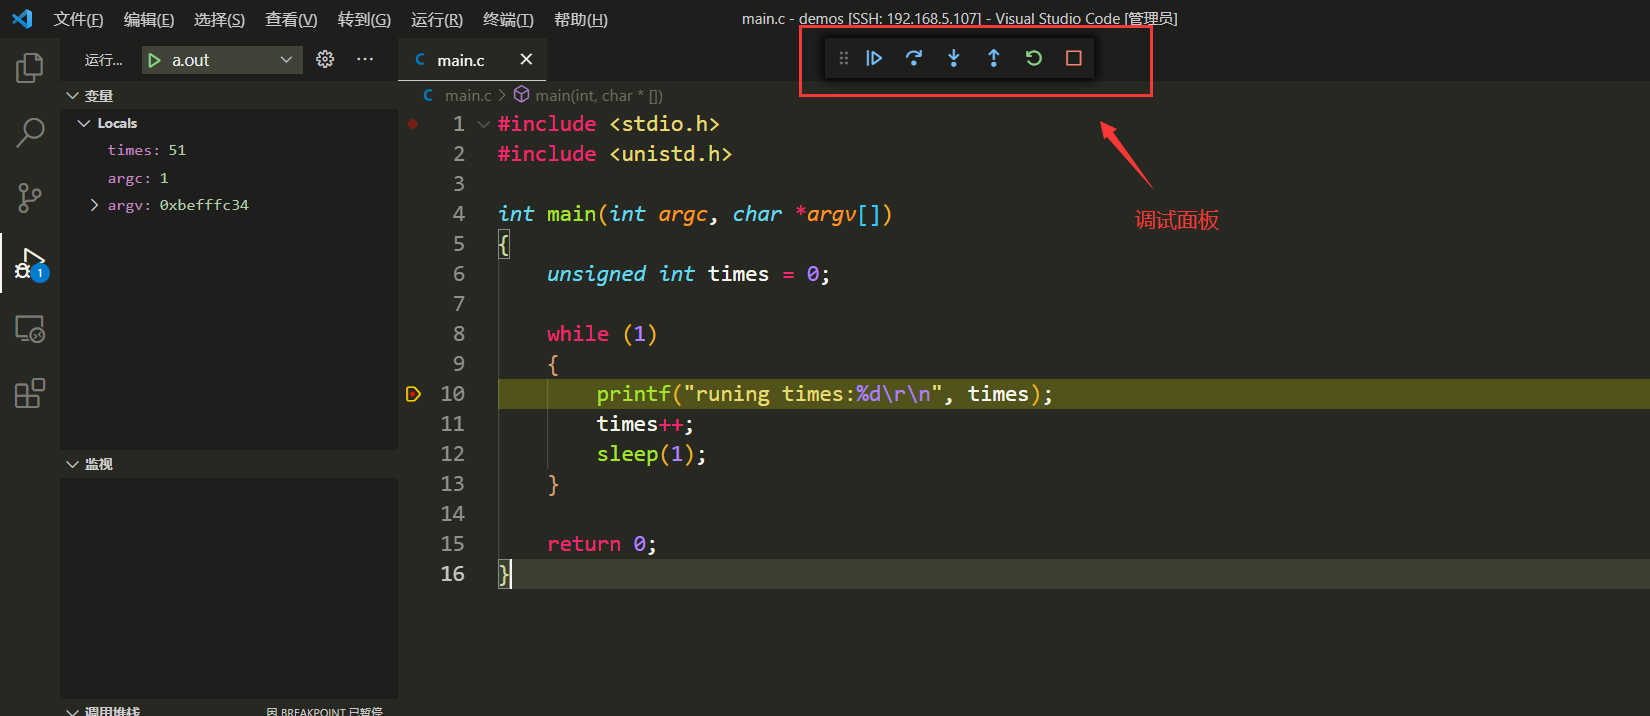 文件(F) 编辑(E) 选择(S) 查看(V) 转到(G) 运行(R) 终端(T) 帮助(H) main.c - demos [SSH: 192.168.5.107] - Visual Studio Code [管理员]
运行... a.out ...
main.c
变量
Locals
times: 51
argc: 1
argv: 0xbefffc34
监视
调用堆栈 因 BREAKPOINT 已暂停
1
main.c > main(int, char * [])
1 #include <stdio.h>
2 #include <unistd.h>
3
4 int main(int argc, char *argv[])
5 {
6 unsigned int times = 0;
7
8 while (1)
9 {
10 printf("runing times:%d\r\n", times);
11 times++;
12 sleep(1);
13 }
14
15 return 0;
16 }
调试面板